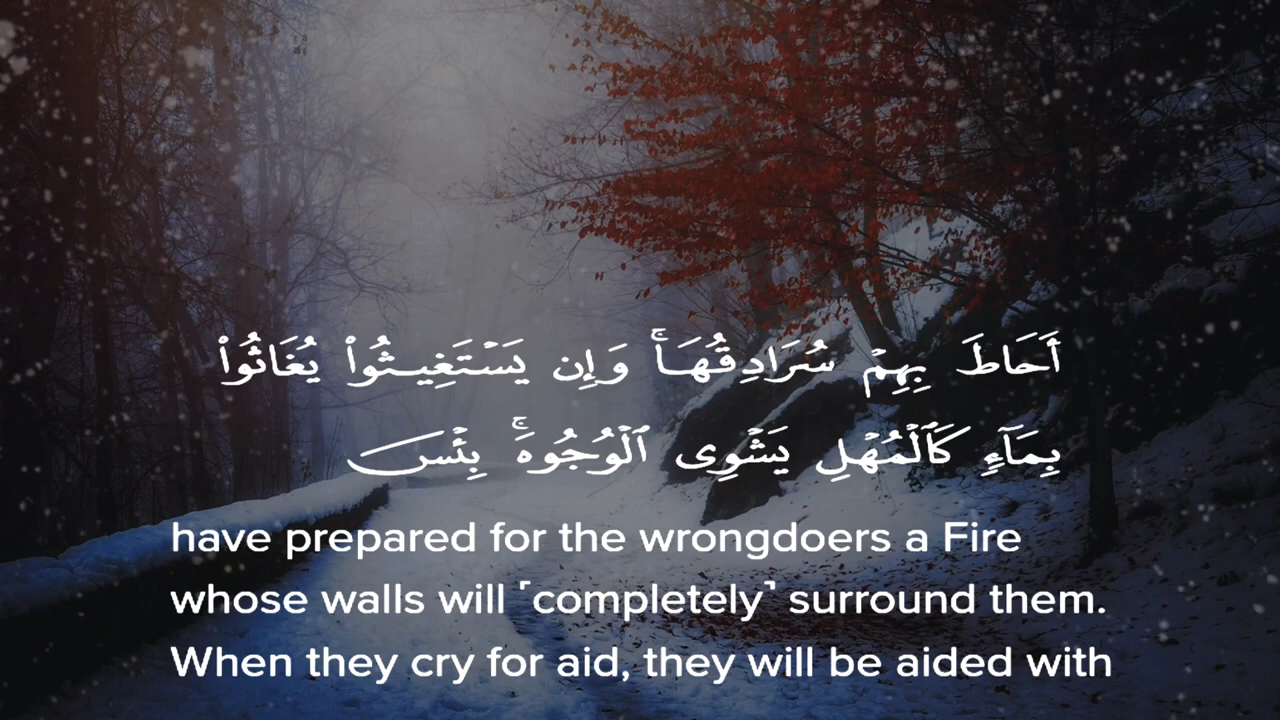 أَحَاطَ بِهِمْ سُرَادِقُهَا ۚ وَإِن يَسْتَغِيثُوا۟ يُغَاثُوا۟
بِمَآءٍ كَٱلْمُهْلِ يَشْوِى ٱلْوُجُوهَ ۚ بِئْسَ
have prepared for the wrongdoers a Fire
whose walls will ˹completely˺ surround them.
When they cry for aid, they will be aided with